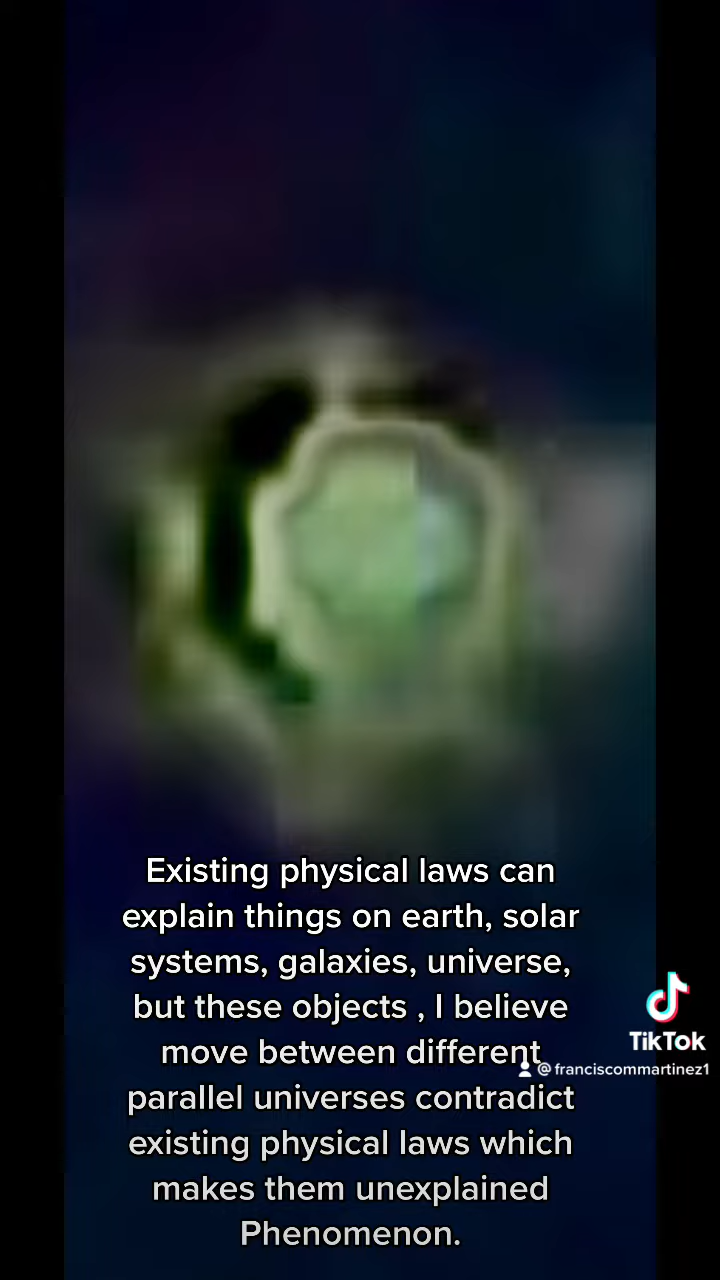 Existing physical laws can
explain things on earth, solar
systems, galaxies, universe,
but these objects , I believe
move between different
parallel universes contradict
existing physical laws which
makes them unexplained
Phenomenon.
TikTok
@franciscommartinez1